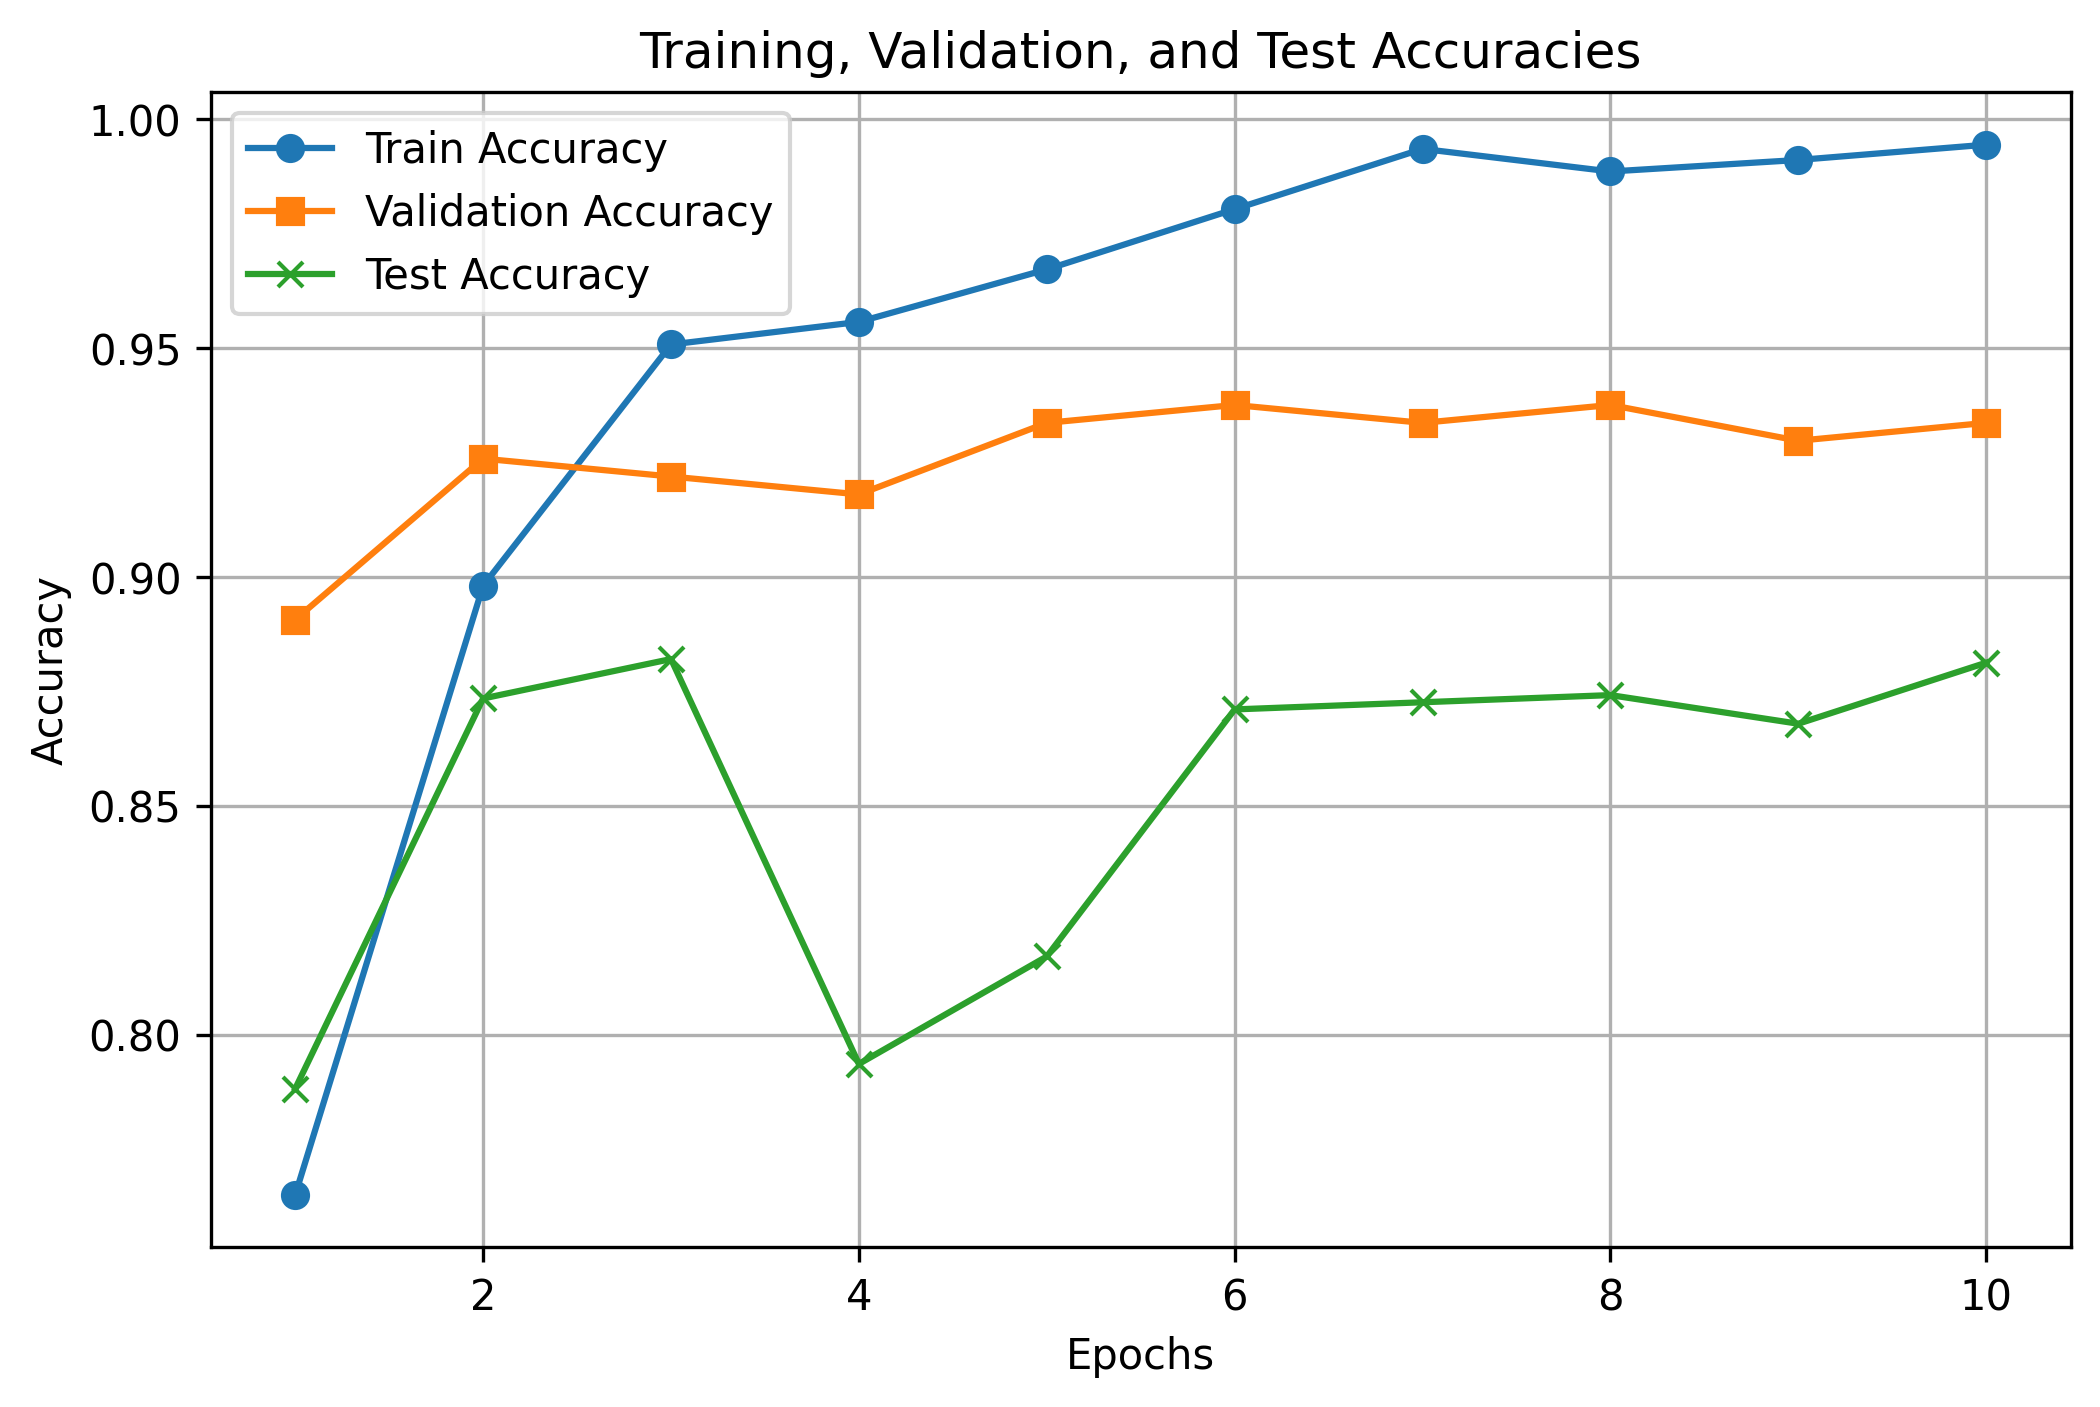 Training, Validation, and Test Accuracies
Train Accuracy
Validation Accuracy
Test Accuracy
1.00
0.95
0.90
0.85
0.80
Accuracy
2 4 6 8 10
Epochs